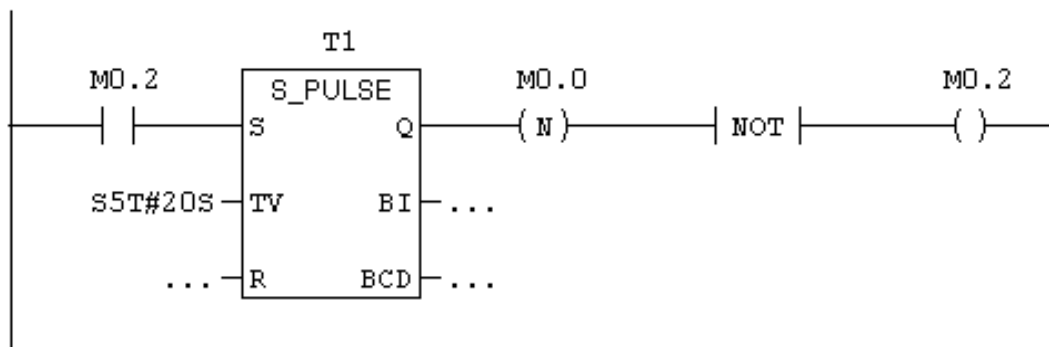 T1
M0.2 S_PULSE M0.0 M0.2
S Q (N) NOT ( )
S5T#20S TV BI ...
... R BCD ...